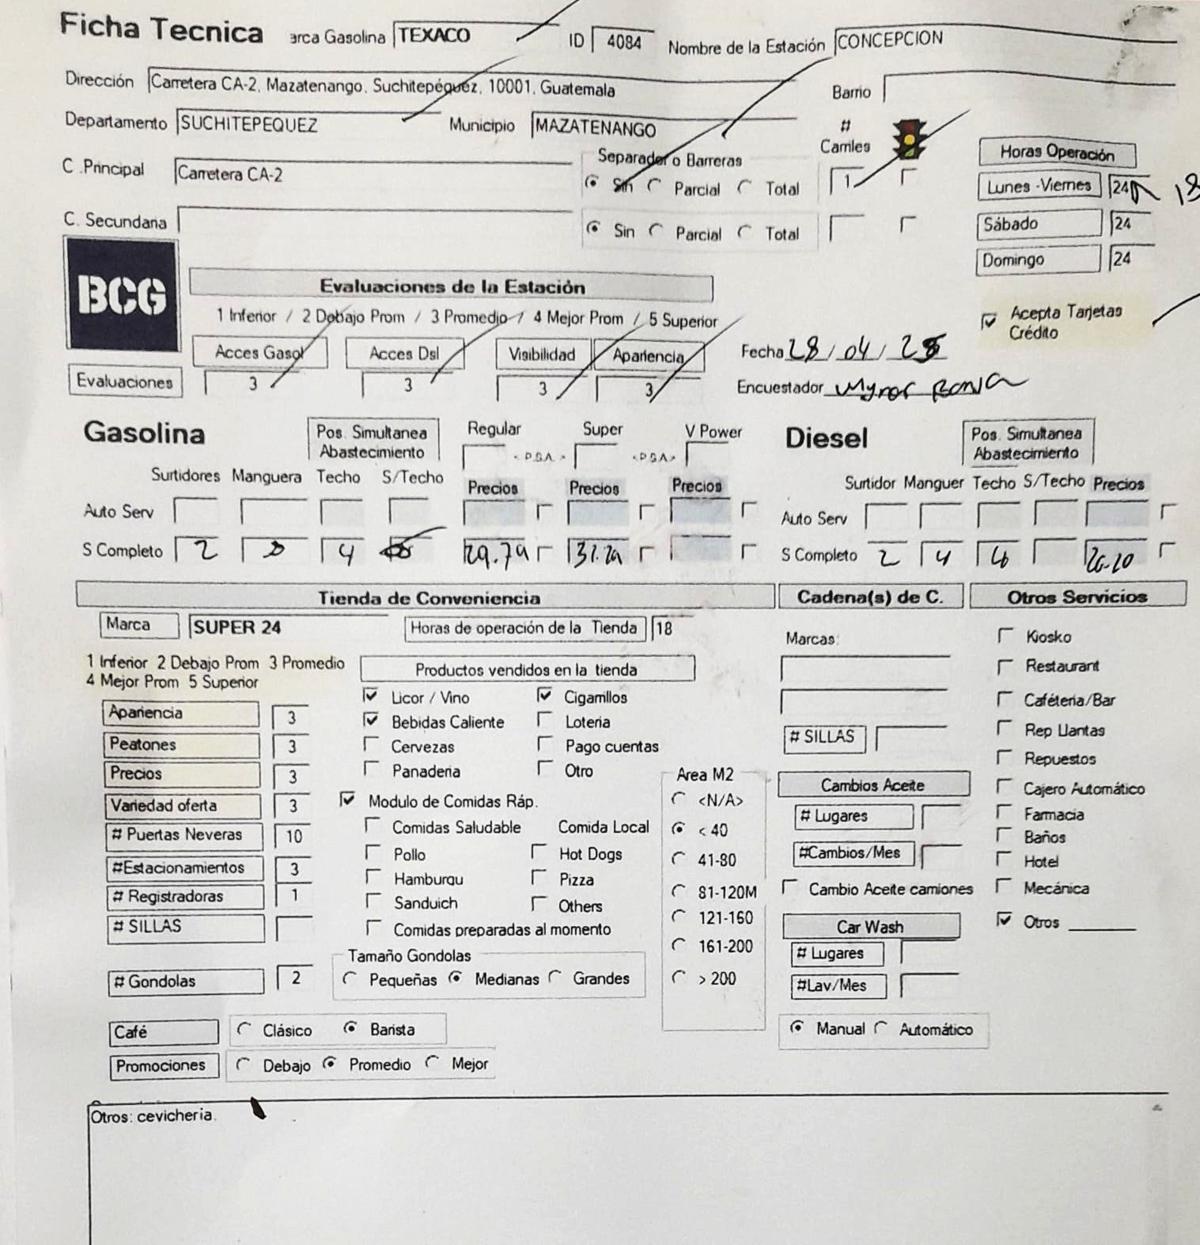 Ficha Tecnica arca Gasolina TEXACO ID 4084 Nombre de la Estación CONCEPCION
Dirección Carretera CA-2, Mazatenango, Suchitepéquez, 10001, Guatemala Barrio
Departamento SUCHITEPEQUEZ Municipio MAZATENANGO # Carriles
C .Principal Carretera CA-2 Separador o Barreras Sin Parcial Total 1
C. Secundaria Sin Parcial Total
Horas Operación
Lunes -Viernes 24 18
Sábado 24
Domingo 24
BCG
Evaluaciones de la Estación
1 Inferior / 2 Debajo Prom / 3 Promedio / 4 Mejor Prom / 5 Superior
Acepta Tarjetas Crédito
Acces Gasol Acces Dsl Visibilidad Apariencia
Evaluaciones 3 3 3 3
Fecha 28/04/25
Encuestador
Gasolina Pos. Simultanea Abastecimiento Regular Super V Power
<PSA> <PSA>
Surtidores Manguera Techo S/Techo Precios Precios Precios
Auto Serv
S Completo 2 8 4 29.79 31.29
Diesel Pos. Simultanea Abastecimiento
Surtidor Manguer Techo S/Techo Precios
Auto Serv
S Completo 2 4 26.20
Tienda de Conveniencia Cadena(s) de C. Otros Servicios
Marca SUPER 24 Horas de operación de la Tienda 18
1 Inferior 2 Debajo Prom 3 Promedio
4 Mejor Prom 5 Superior
Apariencia 3
Peatones 3
Precios 3
Variedad oferta 3
# Puertas Neveras 10
#Estacionamientos 3
# Registradoras 1
# SILLAS
# Gondolas 2
Productos vendidos en la tienda
Licor / Vino Cigarrillos
Bebidas Caliente Loteria
Cervezas Pago cuentas
Panaderia Otro
Modulo de Comidas Ráp.
Comidas Saludable Comida Local
Pollo Hot Dogs
Hamburgu Pizza
Sanduich Others
Comidas preparadas al momento
Tamaño Gondolas
Pequeñas Medianas Grandes
Area M2
<N/A>
< 40
41-80
81-120M
121-160
161-200
> 200
Café Clásico Barista
Promociones Debajo Promedio Mejor
Marcas:
# SILLAS
Cambios Aceite
# Lugares
#Cambios/Mes
Cambio Aceite camiones
Car Wash
# Lugares
#Lav/Mes
Manual Automático
Kiosko
Restaurant
Caféteria/Bar
Rep Llantas
Repuestos
Cajero Automático
Farmacia
Baños
Hotel
Mecánica
Otros
Otros: cevicheria.